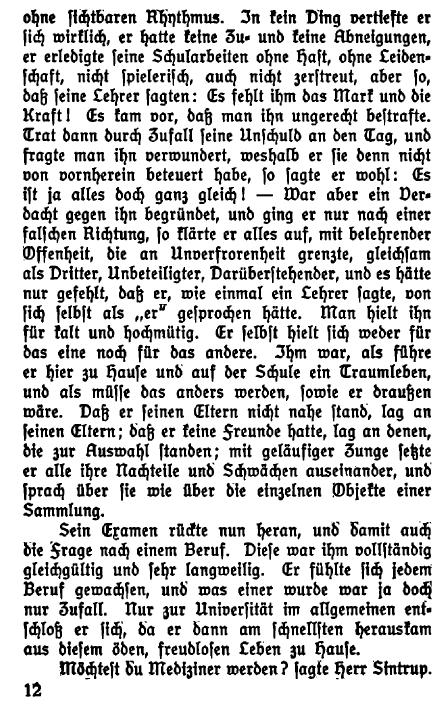 ohne sichtbaren Rhythmus. In kein Ding vertiefte er
sich wirklich, er hatte keine Zu- und keine Abneigungen,
er erledigte seine Schularbeiten ohne Hast, ohne Leiden-
schaft, nicht spielerisch, auch nicht zerstreut, aber so,
daß seine Lehrer sagten: Es fehlt ihm das Mark und die
Kraft! Es kam vor, daß man ihn ungerecht bestrafte.
Trat dann durch Zufall seine Unschuld an den Tag, und
fragte man ihn verwundert, weshalb er sie denn nicht
von vornherein beteuert habe, so sagte er wohl: Es
ist ja alles doch ganz gleich! — War aber ein Ver-
dacht gegen ihn begründet, und ging er nur nach einer
falschen Richtung, so klärte er alles auf, mit belehrender
Offenheit, die an Unverfrorenheit grenzte, gleichsam
als Dritter, Unbeteiligter, Darüberstehender, und es hätte
nur gefehlt, daß er, wie einmal ein Lehrer sagte, von
sich selbst als „er" gesprochen hätte. Man hielt ihn
für kalt und hochmütig. Er selbst hielt sich weder für
das eine noch für das andere. Ihm war, als führe
er hier zu Hause und auf der Schule ein Traumleben,
und als müsse das anders werden, sowie er draußen
wäre. Daß er seinen Eltern nicht nahe stand, lag an
seinen Eltern; daß er keine Freunde hatte, lag an denen,
die zur Auswahl standen; mit geläufiger Zunge setzte
er alle ihre Nachteile und Schwächen auseinander, und
sprach über sie wie über die einzelnen Objekte einer
Sammlung.
Sein Examen rückte nun heran, und damit auch
die Frage nach einem Beruf. Diese war ihm vollständig
gleichgültig und sehr langweilig. Er fühlte sich jedem
Beruf gewachsen, und was einer wurde war ja doch
nur Zufall. Nur zur Universität im allgemeinen ent-
schloß er sich, da er dann am schnellsten herauskam
aus diesem öden, freudlosen Leben zu Hause.
Möchtest du Mediziner werden? sagte Herr Sintrup.
12